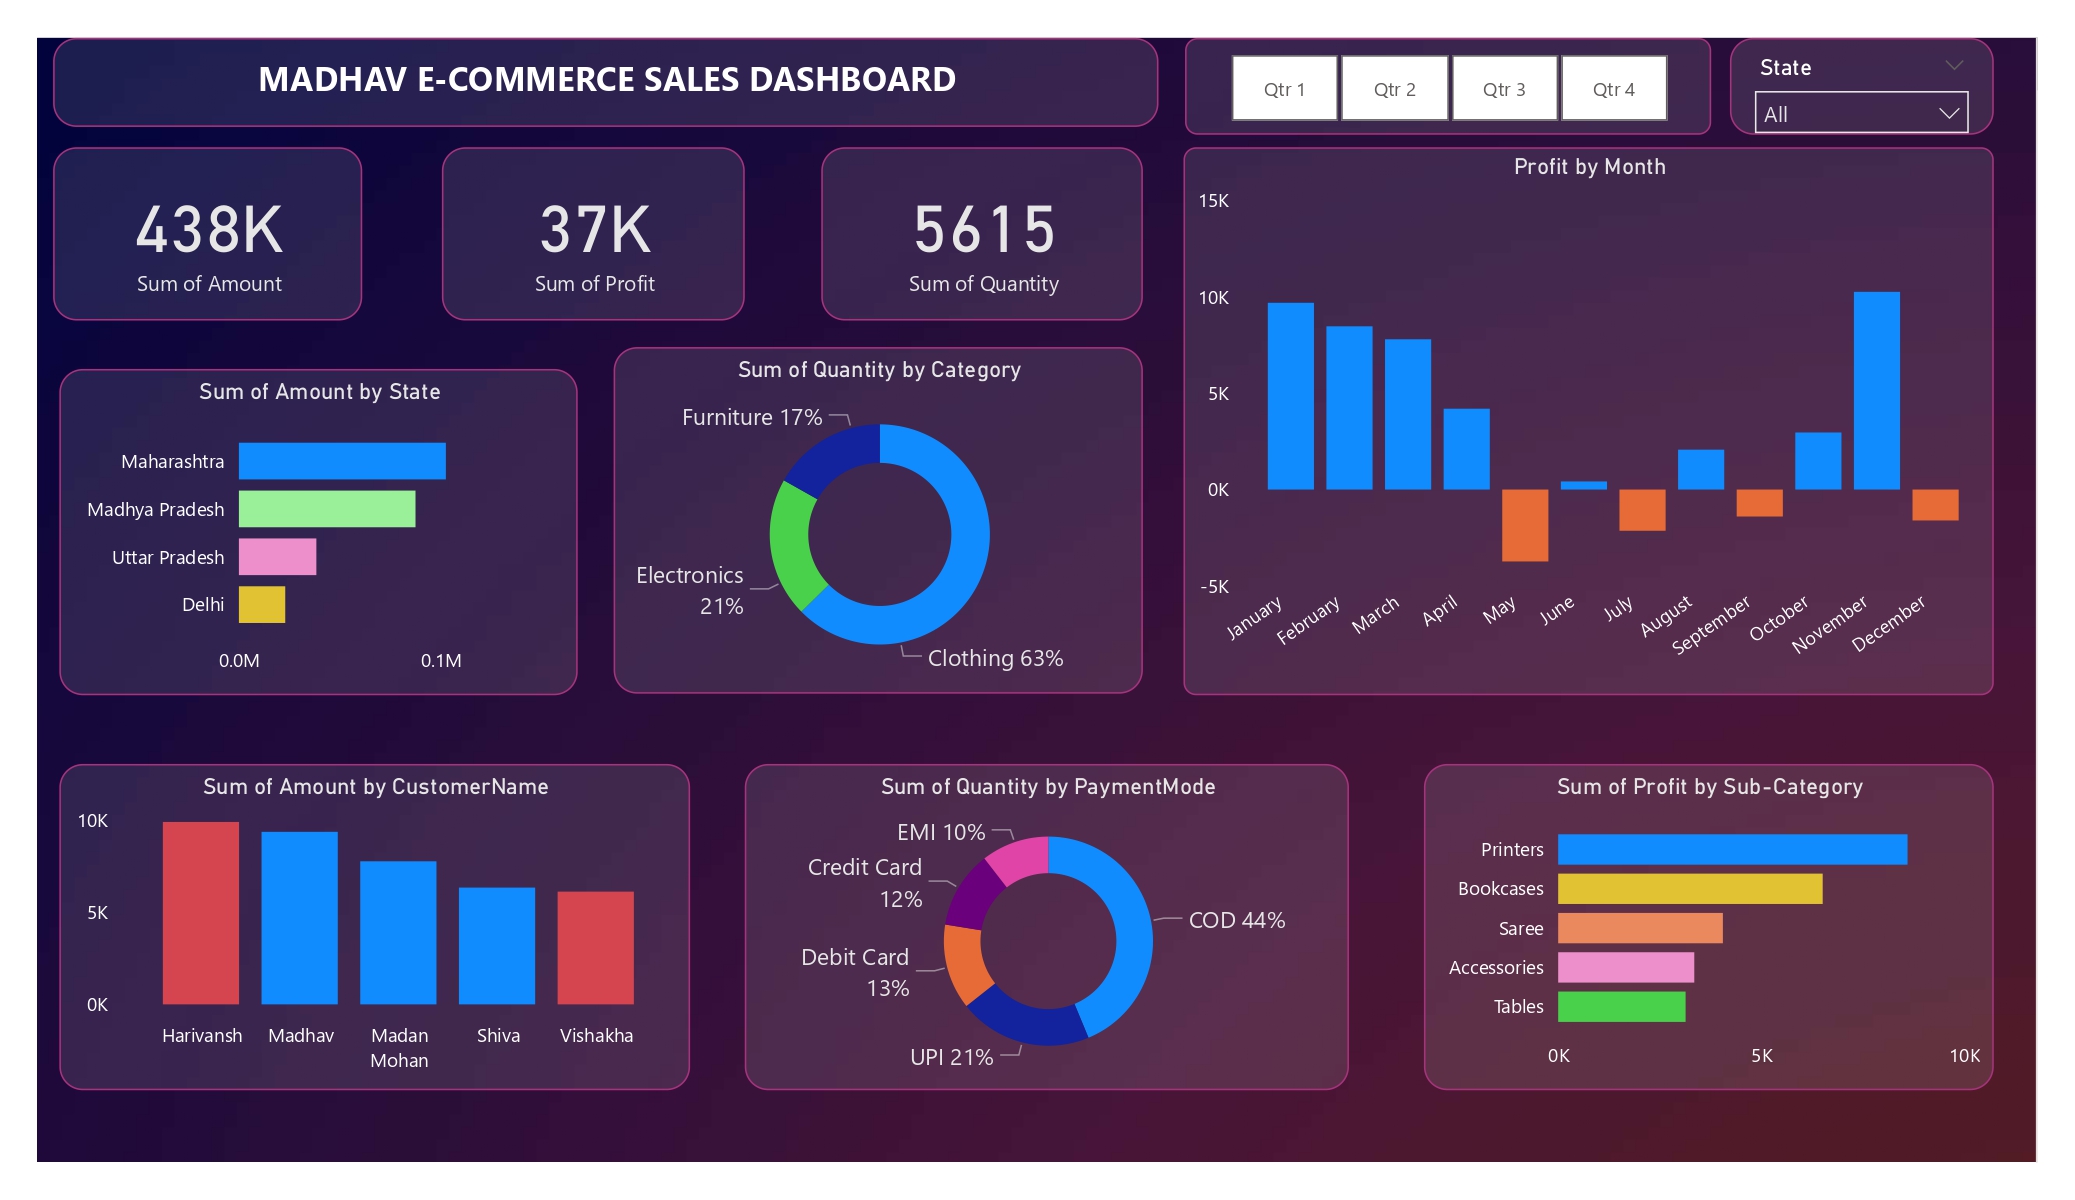 MADHAV E-COMMERCE SALES DASHBOARD
Qtr 1
Qtr 2
Qtr 3
Qtr 4
State
All
438K
Sum of Amount
37K
Sum of Profit
5615
Sum of Quantity
Profit by Month
15K
10K
5K
0K
-5K
January
February
March
April
May
June
July
August
September
October
November
December
Sum of Amount by State
Maharashtra
Madhya Pradesh
Uttar Pradesh
Delhi
0.0M
0.1M
Sum of Quantity by Category
Furniture 17%
Electronics
21%
Clothing 63%
Sum of Amount by CustomerName
10K
5K
0K
Harivansh
Madhav
Madan
Mohan
Shiva
Vishakha
Sum of Quantity by PaymentMode
EMI 10%
Credit Card
12%
Debit Card
13%
UPI 21%
COD 44%
Sum of Profit by Sub-Category
Printers
Bookcases
Saree
Accessories
Tables
0K
5K
10K